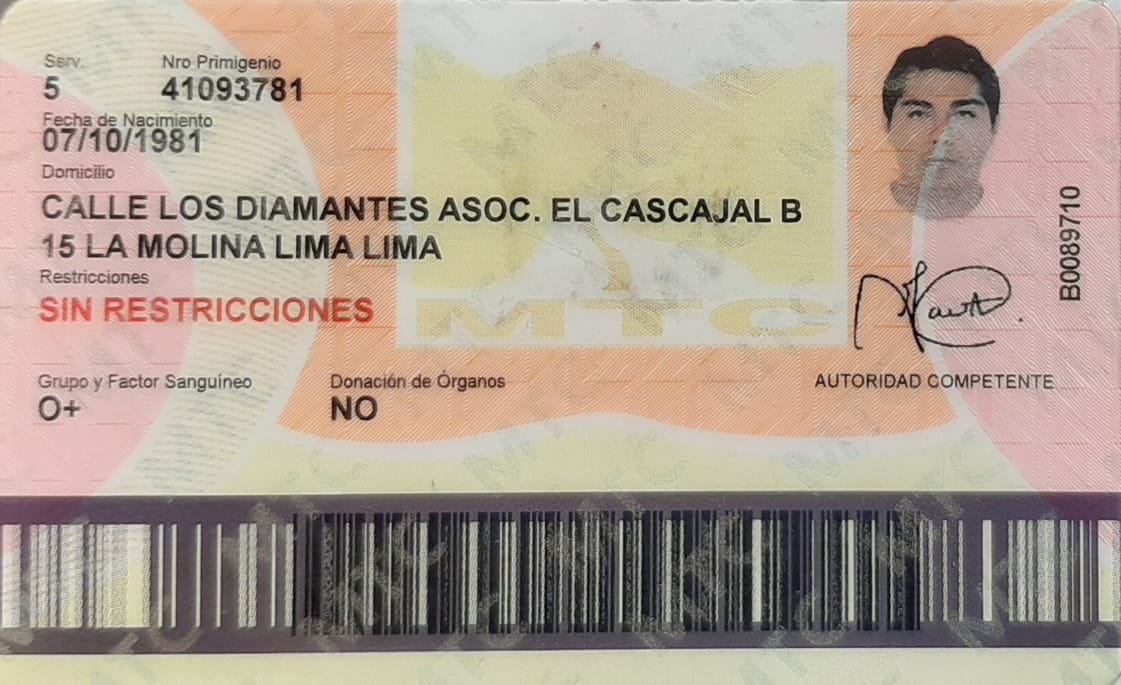 Serv.
5
Nro Primigenio
41093781
Fecha de Nacimiento
07/10/1981
Domicilio
CALLE LOS DIAMANTES ASOC. EL CASCAJAL B
15 LA MOLINA LIMA LIMA
Restricciones
SIN RESTRICCIONES
Grupo y Factor Sanguíneo
O+
Donación de Órganos
NO
MTC
AUTORIDAD COMPETENTE
B0089710